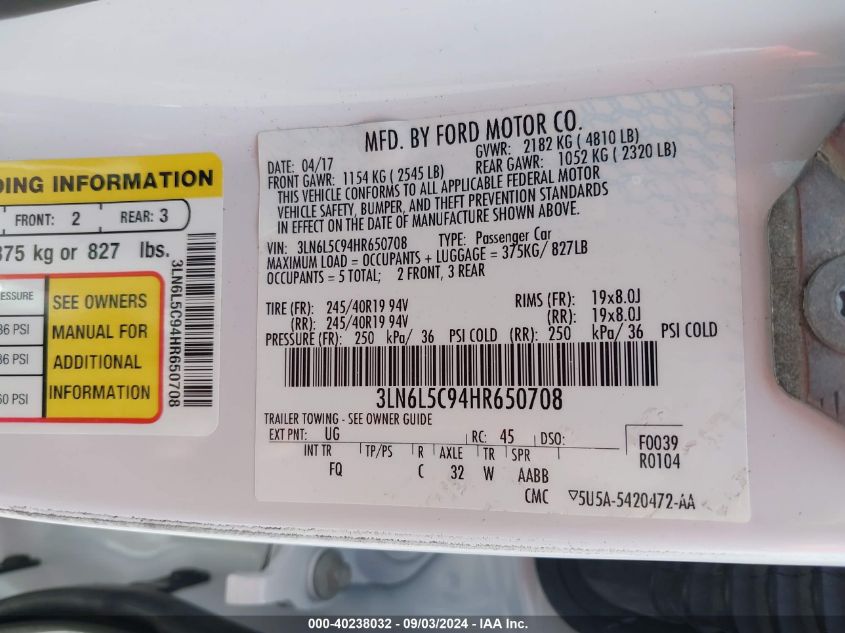 DING INFORMATION
FRONT: 2 REAR: 3
375 kg or 827 lbs.
SEE OWNERS
MANUAL FOR
ADDITIONAL
INFORMATION
36 PSI
36 PSI
60 PSI
3LN6L5C94HR650708
MFD. BY FORD MOTOR CO.
DATE: 04/17 GVWR: 2182 KG ( 4810 LB)
FRONT GAWR: 1154 KG ( 2545 LB) REAR GAWR: 1052 KG ( 2320 LB)
THIS VEHICLE CONFORMS TO ALL APPLICABLE FEDERAL MOTOR
VEHICLE SAFETY, BUMPER, AND THEFT PREVENTION STANDARDS
IN EFFECT ON THE DATE OF MANUFACTURE SHOWN ABOVE.
VIN: 3LN6L5C94HR650708 TYPE: Passenger Car
MAXIMUM LOAD = OCCUPANTS + LUGGAGE = 375KG/ 827LB
OCCUPANTS = 5 TOTAL; 2 FRONT, 3 REAR
TIRE (FR): 245/40R19 94V RIMS (FR): 19x8.0J
(RR): 245/40R19 94V (RR): 19x8.0J
PRESSURE (FR): 250 kPa/ 36 PSI COLD (RR): 250 kPa/ 36 PSI COLD
3LN6L5C94HR650708
TRAILER TOWING - SEE OWNER GUIDE
EXT PNT: UG RC: 45 DSO: F0039
R0104
INT TR TP/PS R AXLE TR SPR
FQ C 32 W AABB
CMC ▽5U5A-5420472-AA
000-40238032 - 09/03/2024 - IAA Inc.